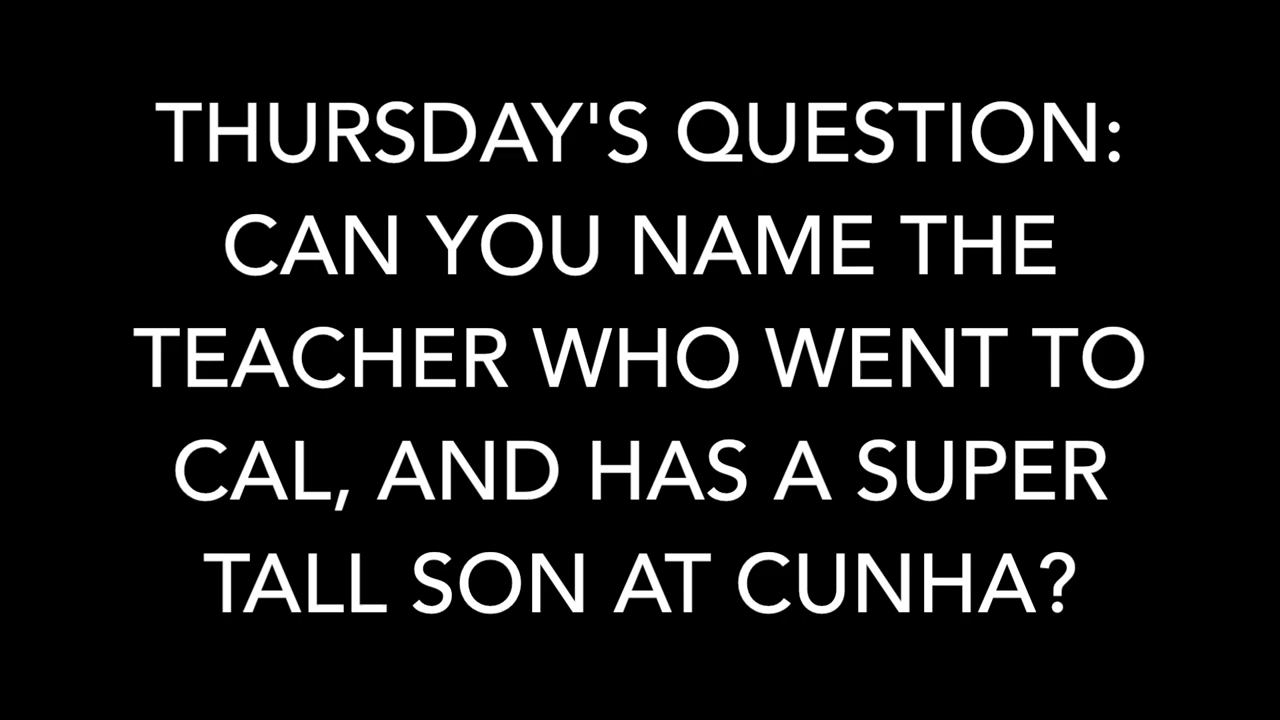 THURSDAY'S QUESTION:
CAN YOU NAME THE
TEACHER WHO WENT TO
CAL, AND HAS A SUPER
TALL SON AT CUNHA?